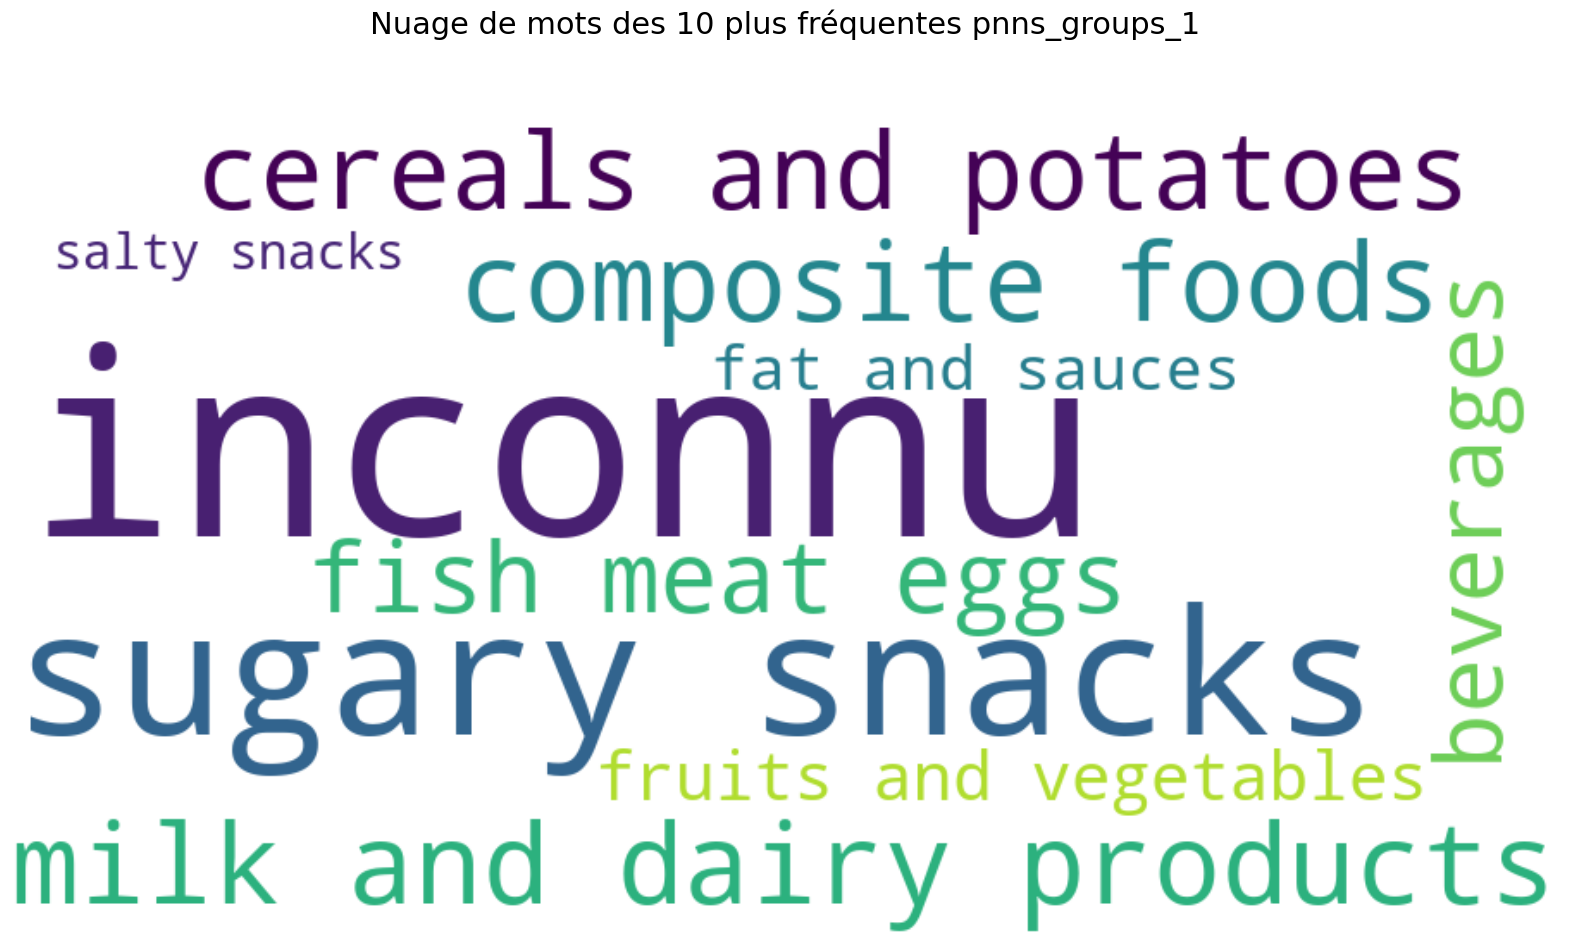 Nuage de mots des 10 plus fréquentes pnns_groups_1
cereals and potatoes
salty snacks
composite foods
beverages
fat and sauces
inconnu
fish meat eggs
sugary snacks
fruits and vegetables
milk and dairy products